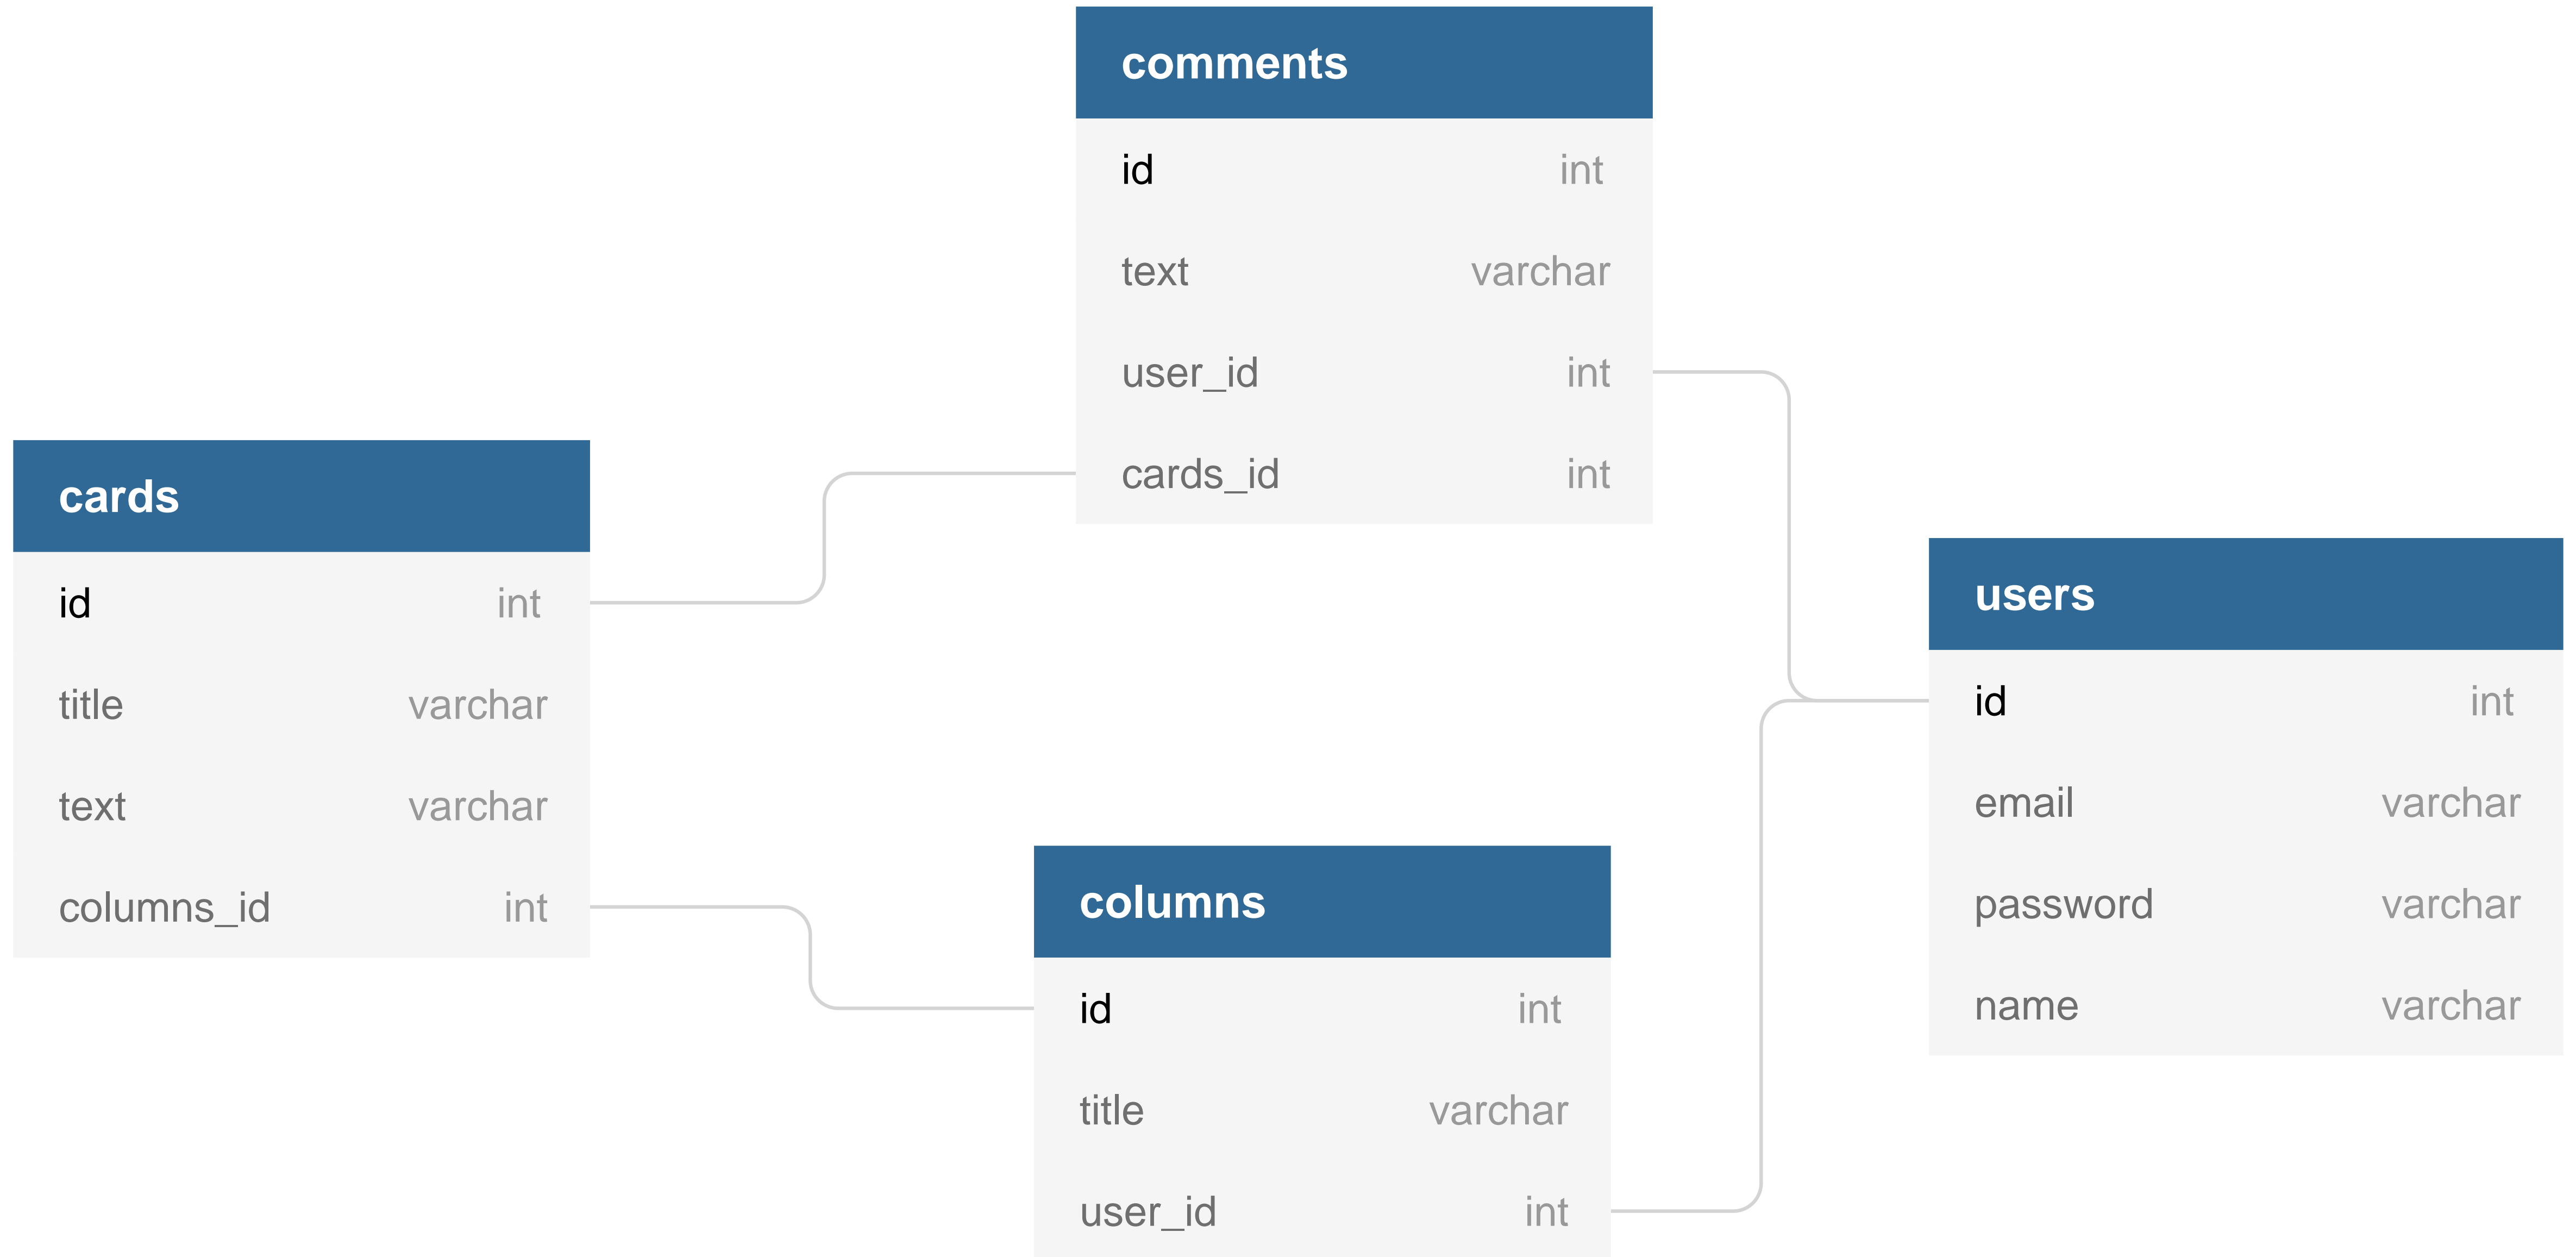 comments
id int
text varchar
user_id int
cards_id int
cards
id int
title varchar
text varchar
columns_id int
users
id int
email varchar
password varchar
name varchar
columns
id int
title varchar
user_id int